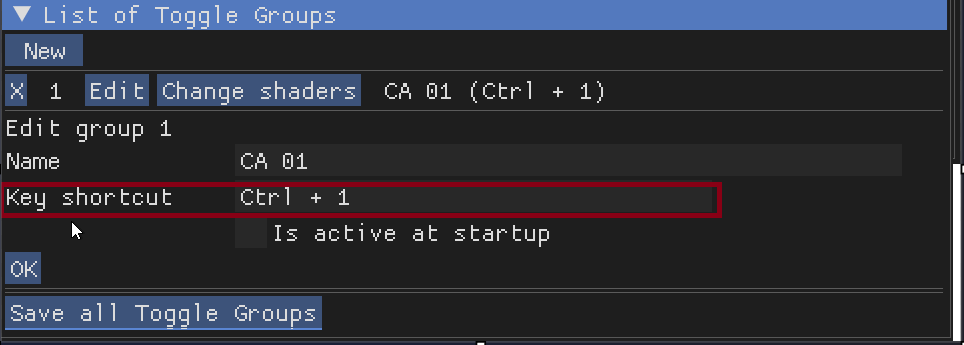 List of Toggle Groups
New
X 1 Edit Change shaders CA 01 (Ctrl + 1)
Edit group 1
Name CA 01
Key shortcut Ctrl + 1
Is active at startup
OK
Save all Toggle Groups